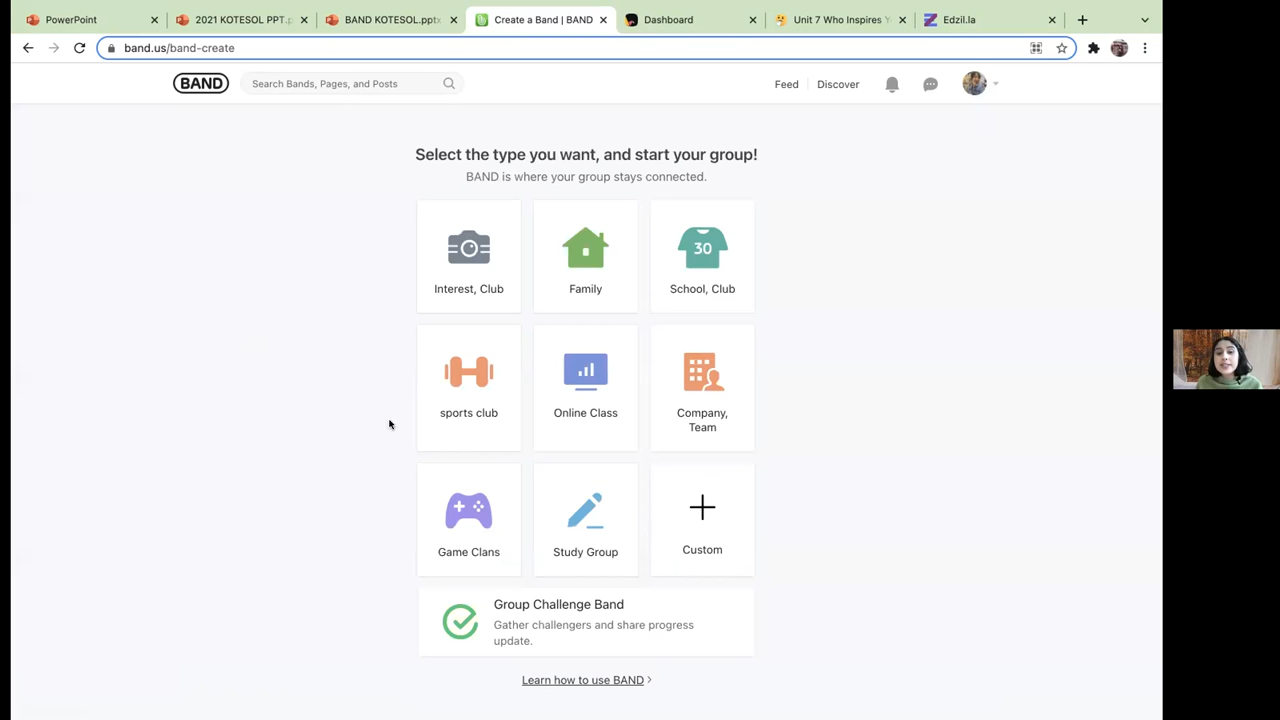 PowerPoint
2021 KOTESOL PPT.p
BAND KOTESOL.pptx
Create a Band | BAND
Dashboard
Unit 7 Who Inspires Y
Edzil.la
band.us/band-create
BAND
Search Bands, Pages, and Posts
Feed
Discover
Select the type you want, and start your group!
BAND is where your group stays connected.
Interest, Club
Family
30
School, Club
sports club
Online Class
Company,
Team
Game Clans
Study Group
Custom
Group Challenge Band
Gather challengers and share progress
update.
Learn how to use BAND